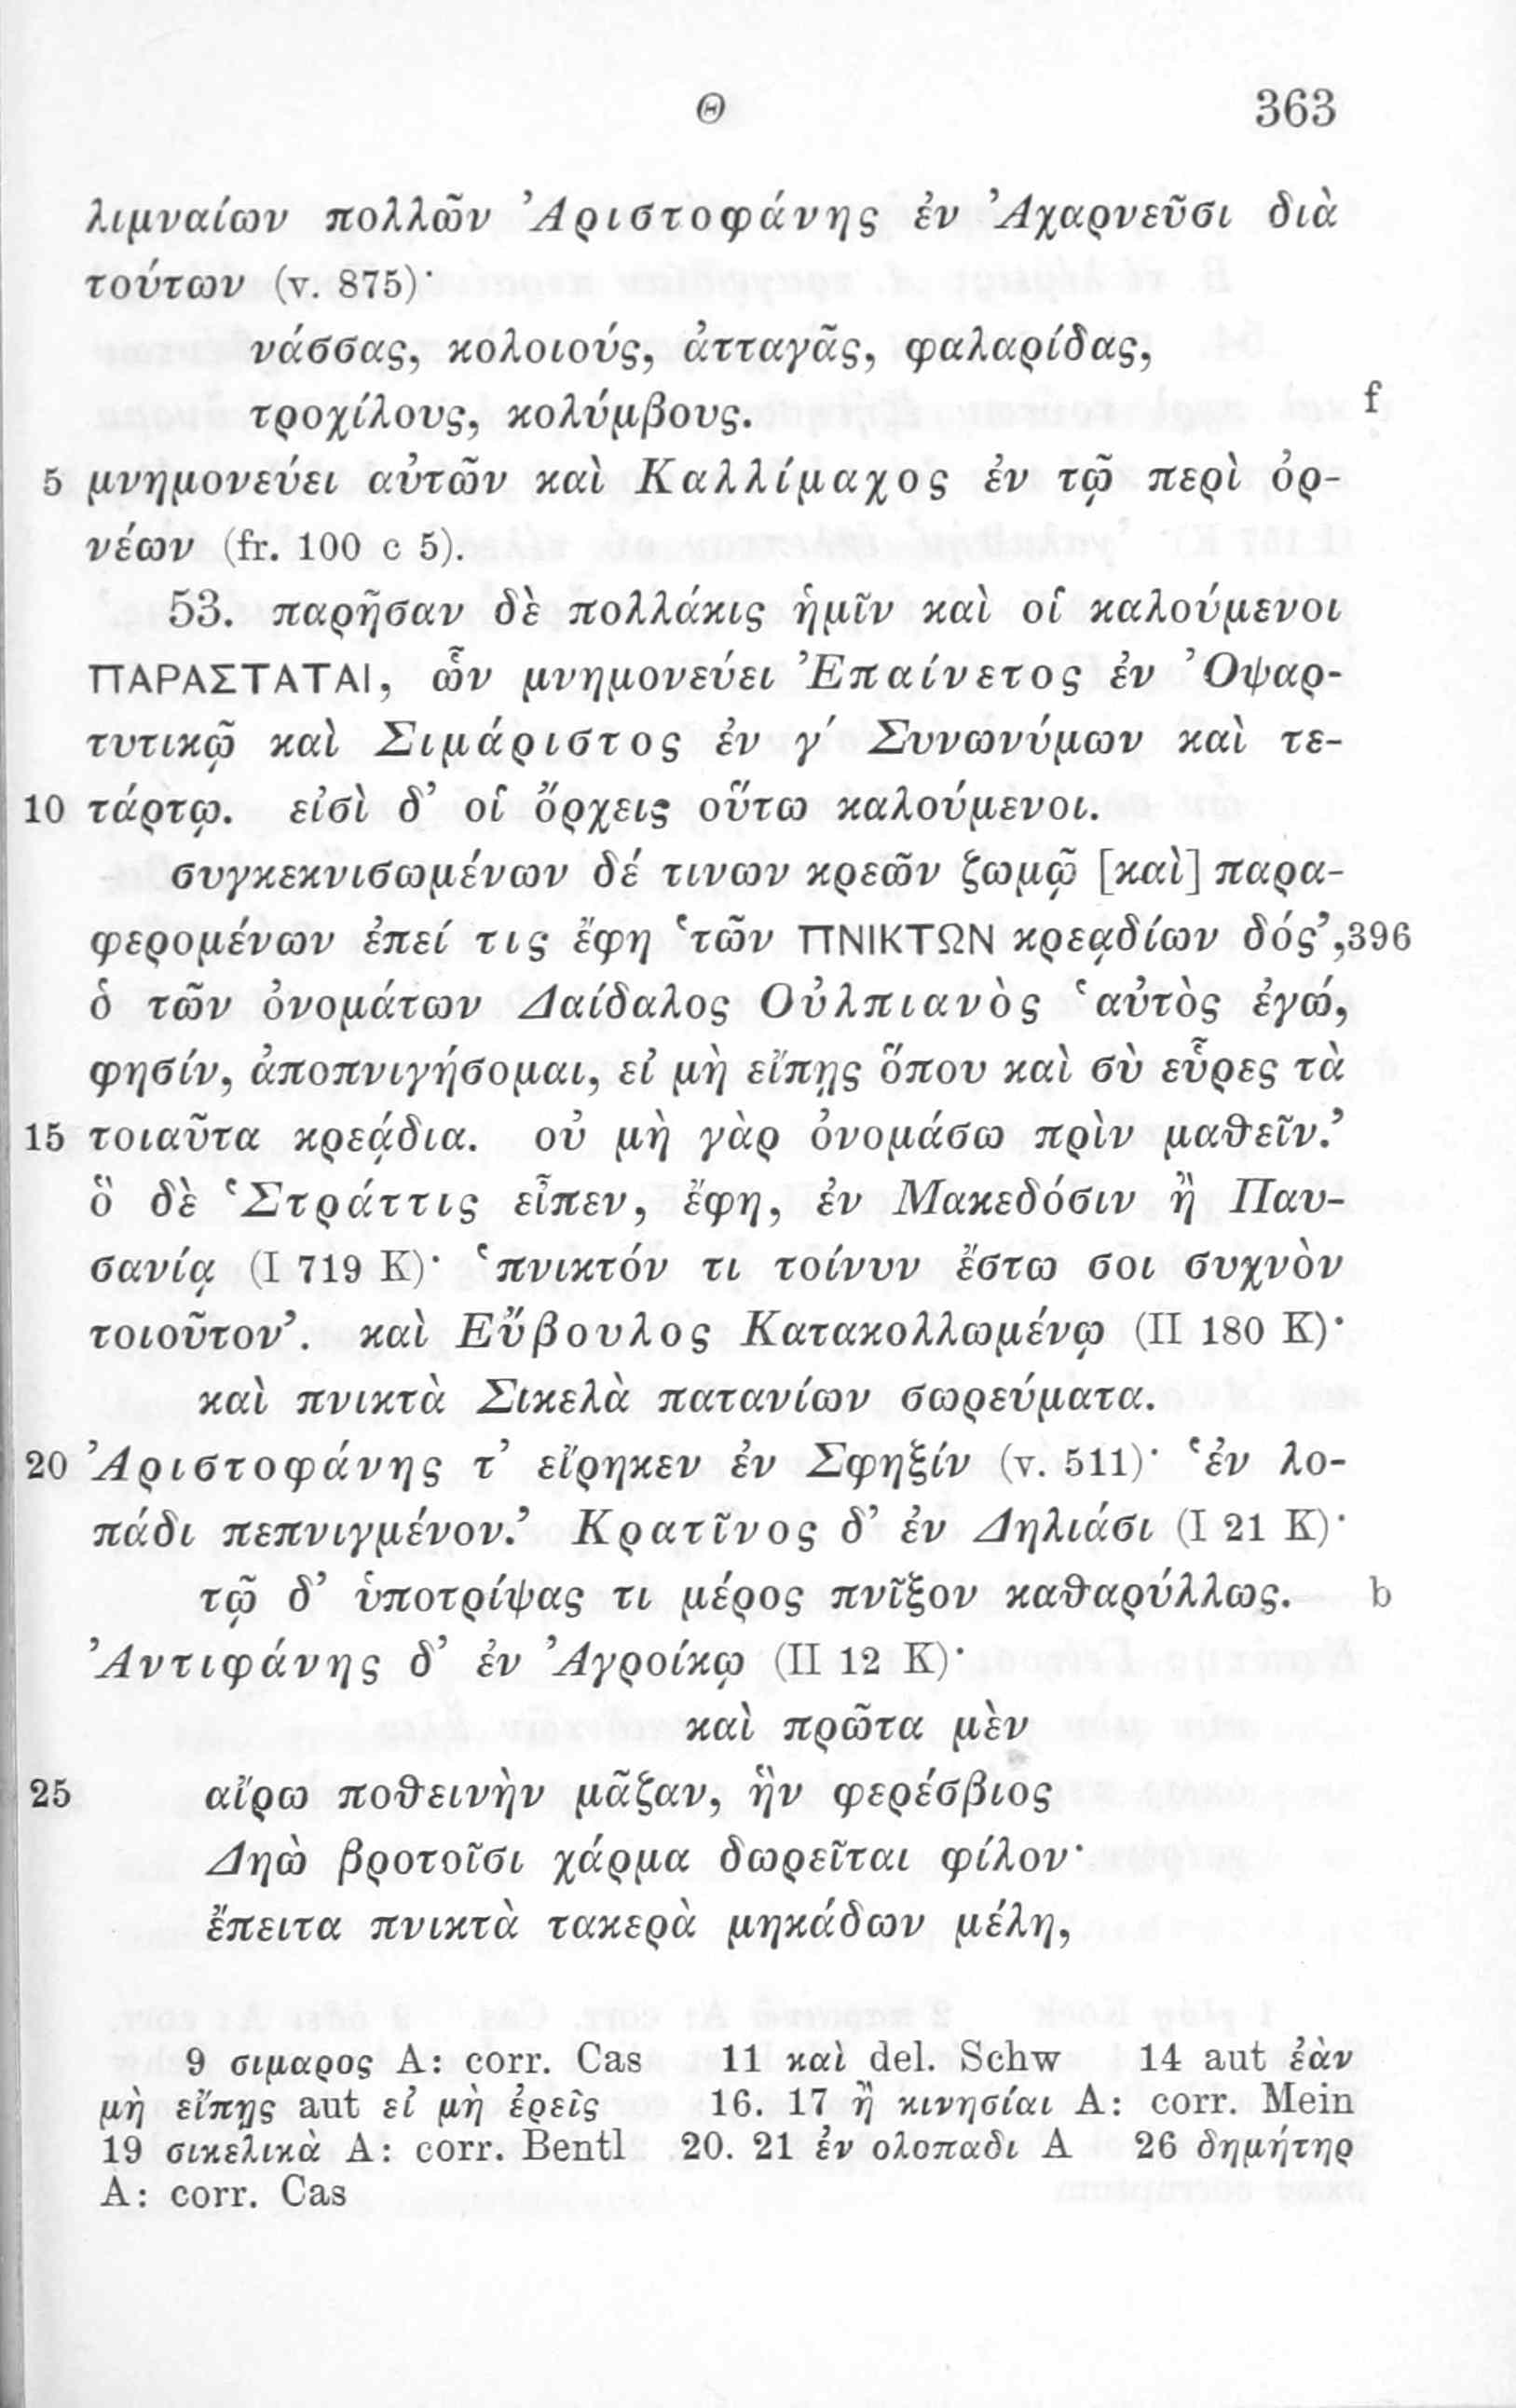 Θ 363
λιμναίων πολλῶν Ἀριστοφάνης ἐν Ἀχαρνεῦσι διὰ
τούτων (v. 875)·
νάσσας, κολοιούς, ἀτταγᾶς, φαλαρίδας,
τροχίλους, κολύμβους. f
5 μνημονεύει αὐτῶν καὶ Καλλίμαχος ἐν τῷ περὶ ὀρ-
νέων (fr. 100 c 5).
53. παρῆσαν δὲ πολλάκις ἡμῖν καὶ οἱ καλούμενοι
ΠΑΡΑΣΤΑΤΑΙ, ὧν μνημονεύει Ἐπαίνετος ἐν Ὀψαρ-
τυτικῷ καὶ Σιμάριστος ἐν γ΄ Συνωνύμων καὶ τε-
10 τάρτῳ. εἰσὶ δ’ οἱ ὄρχεις οὕτω καλούμενοι.
συγκεκνισωμένων δέ τινων κρεῶν ζωμῷ [καὶ] παρα-
φερομένων ἐπεί τις ἔφη ‘τῶν ΠΝΙΚΤΩΝ κρεᾳδίων δός’, 396
ὁ τῶν ὀνομάτων Δαίδαλος Οὐλπιανὸς ‘αὐτὸς ἐγώ,
φησίν, ἀποπνιγήσομαι, εἰ μὴ εἴπῃς ὅπου καὶ σὺ εὗρες τὰ
15 τοιαῦτα κρεᾴδια. οὐ μὴ γὰρ ὀνομάσω πρὶν μαθεῖν.’
ὃ δὲ ‘Στράττις εἶπεν, ἔφη, ἐν Μακεδόσιν ἢ Παυ-
σανίᾳ (I 719 K)· ‘πνικτόν τι τοίνυν ἔστω σοι συχνὸν
τοιοῦτον’. καὶ Εὔβουλος Κατακολλωμένῳ (II 180 K)·
καὶ πνικτὰ Σικελὰ πατανίων σωρεύματα.
20 Ἀριστοφάνης τ’ εἴρηκεν ἐν Σφηξίν (v. 511)· ‘ἐν λο-
πάδι πεπνιγμένον.’ Κρατῖνος δ’ ἐν Δηλιάσι (I 21 K)·
τῷ δ’ ὑποτρίψας τι μέρος πνῖξον καθαρύλλως. b
Ἀντιφάνης δ’ ἐν Ἀγροίκῳ (II 12 K)·
καὶ πρῶτα μὲν
25 αἴρω ποθεινὴν μᾶζαν, ἣν φερέσβιος
Δηὼ βροτοῖσι χάρμα δωρεῖται φίλον·
ἔπειτα πνικτὰ τακερὰ μηκάδων μέλη,
9 σιμαρος A: corr. Cas 11 καὶ del. Schw 14 aut ἐὰν
μὴ εἴπῃς aut εἰ μὴ ἐρεῖς 16. 17 ἢ κινησίαι A: corr. Mein
19 σικελικὰ A: corr. Bentl 20. 21 ἐν ολοπαδι A 26 δημήτηρ
A: corr. Cas